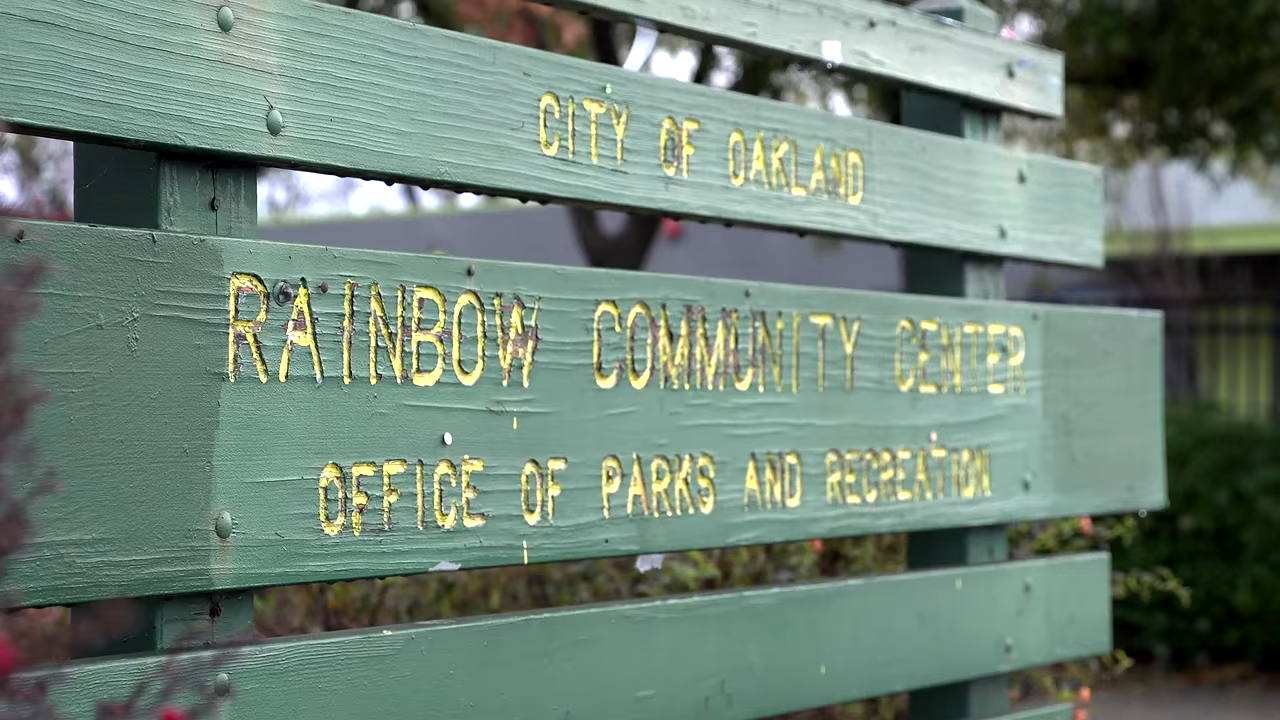 CITY OF OAKLAND
RAINBOW COMMUNITY CENTER
OFFICE OF PARKS AND RECREATION